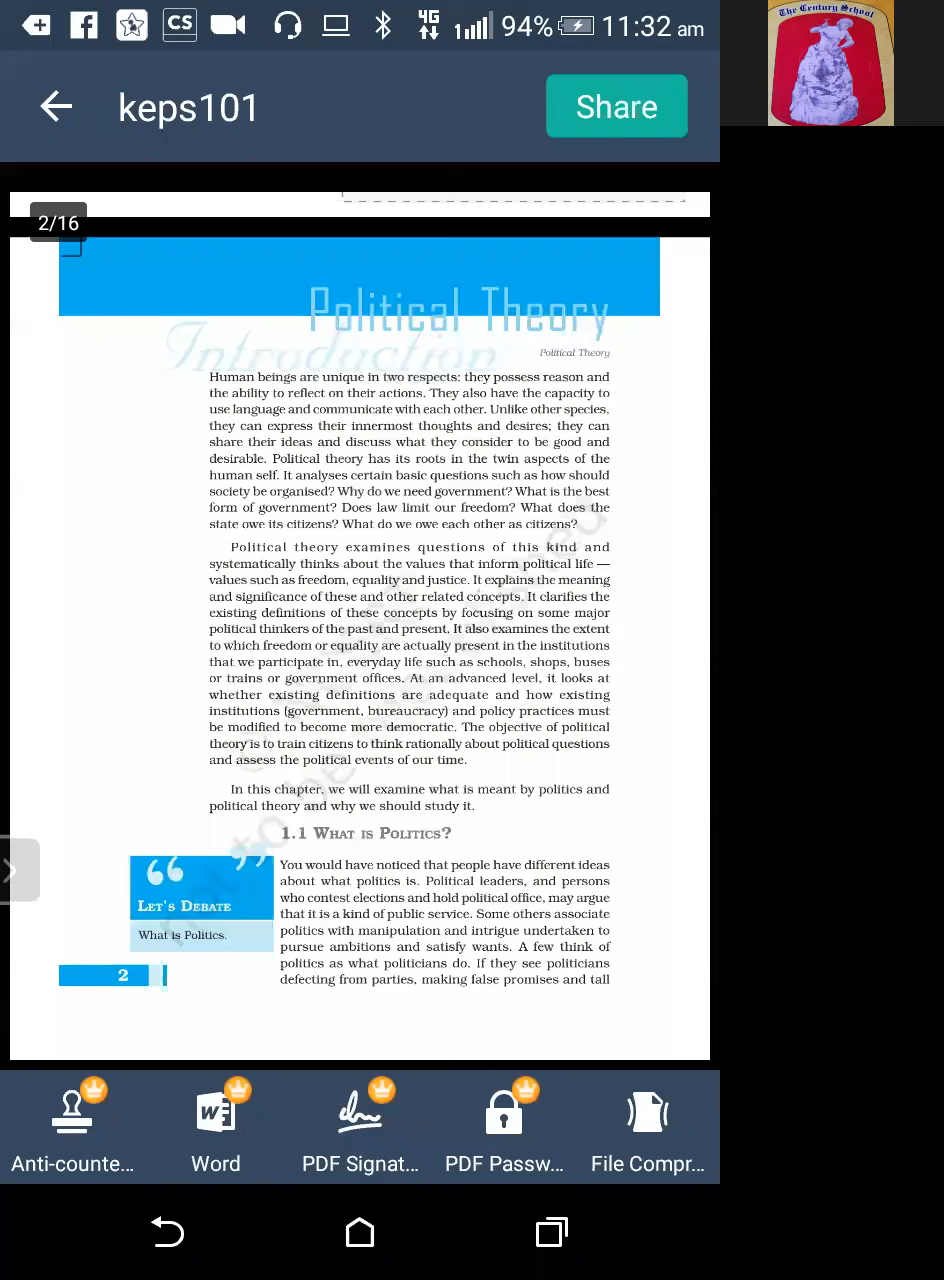 CS
4G
94%
11:32 am
The Century School
keps101
Share
2/16
Political Theory
Introduction
Political Theory
Human beings are unique in two respects: they possess reason and
the ability to reflect on their actions. They also have the capacity to
use language and communicate with each other. Unlike other species,
they can express their innermost thoughts and desires; they can
share their ideas and discuss what they consider to be good and
desirable. Political theory has its roots in the twin aspects of the
human self. It analyses certain basic questions such as how should
society be organised? Why do we need government? What is the best
form of government? Does law limit our freedom? What does the
state owe its citizens? What do we owe each other as citizens?
Political theory examines questions of this kind and
systematically thinks about the values that inform political life —
values such as freedom, equality and justice. It explains the meaning
and significance of these and other related concepts. It clarifies the
existing definitions of these concepts by focusing on some major
political thinkers of the past and present. It also examines the extent
to which freedom or equality are actually present in the institutions
that we participate in, everyday life such as schools, shops, buses
or trains or government offices. At an advanced level, it looks at
whether existing definitions are adequate and how existing
institutions (government, bureaucracy) and policy practices must
be modified to become more democratic. The objective of political
theory is to train citizens to think rationally about political questions
and assess the political events of our time.
In this chapter, we will examine what is meant by politics and
political theory and why we should study it.
1.1 What is Politics?
Let's Debate
What is Politics.
You would have noticed that people have different ideas
about what politics is. Political leaders, and persons
who contest elections and hold political office, may argue
that it is a kind of public service. Some others associate
politics with manipulation and intrigue undertaken to
pursue ambitions and satisfy wants. A few think of
politics as what politicians do. If they see politicians
defecting from parties, making false promises and tall
2
not to be
Anti-counte...
Word
PDF Signat...
PDF Passw...
File Compr...